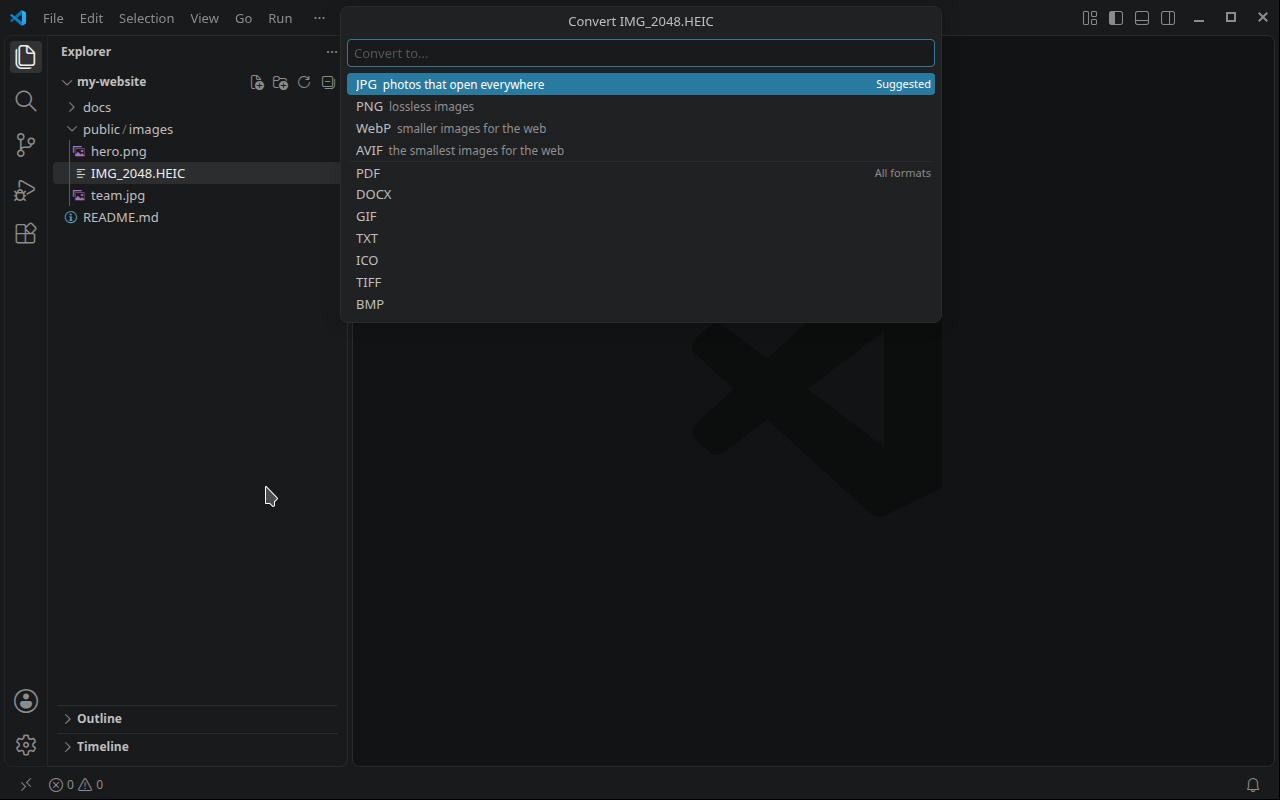 File Edit Selection View Go Run ...
Convert IMG_2048.HEIC
Explorer
Convert to...
my-website
JPG photos that open everywhere Suggested
docs
PNG lossless images
public / images
WebP smaller images for the web
hero.png
AVIF the smallest images for the web
IMG_2048.HEIC
PDF All formats
team.jpg
DOCX
README.md
GIF
TXT
ICO
TIFF
BMP
Outline
Timeline
0 0